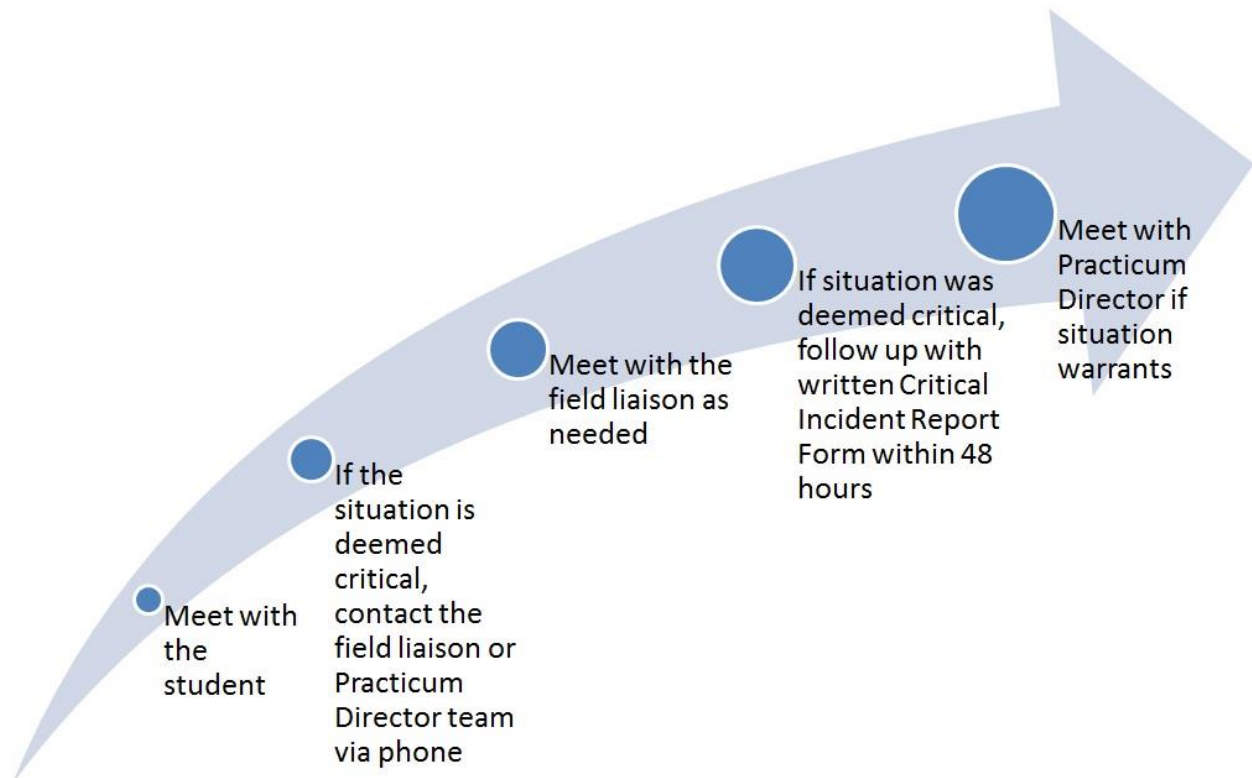 Meet with
the
student
If the
situation is
deemed
critical,
contact the
field liaison or
Practicum
Director team
via phone
Meet with the
field liaison as
needed
If situation was
deemed critical,
follow up with
written Critical
Incident Report
Form within 48
hours
Meet with
Practicum
Director if
situation
warrants